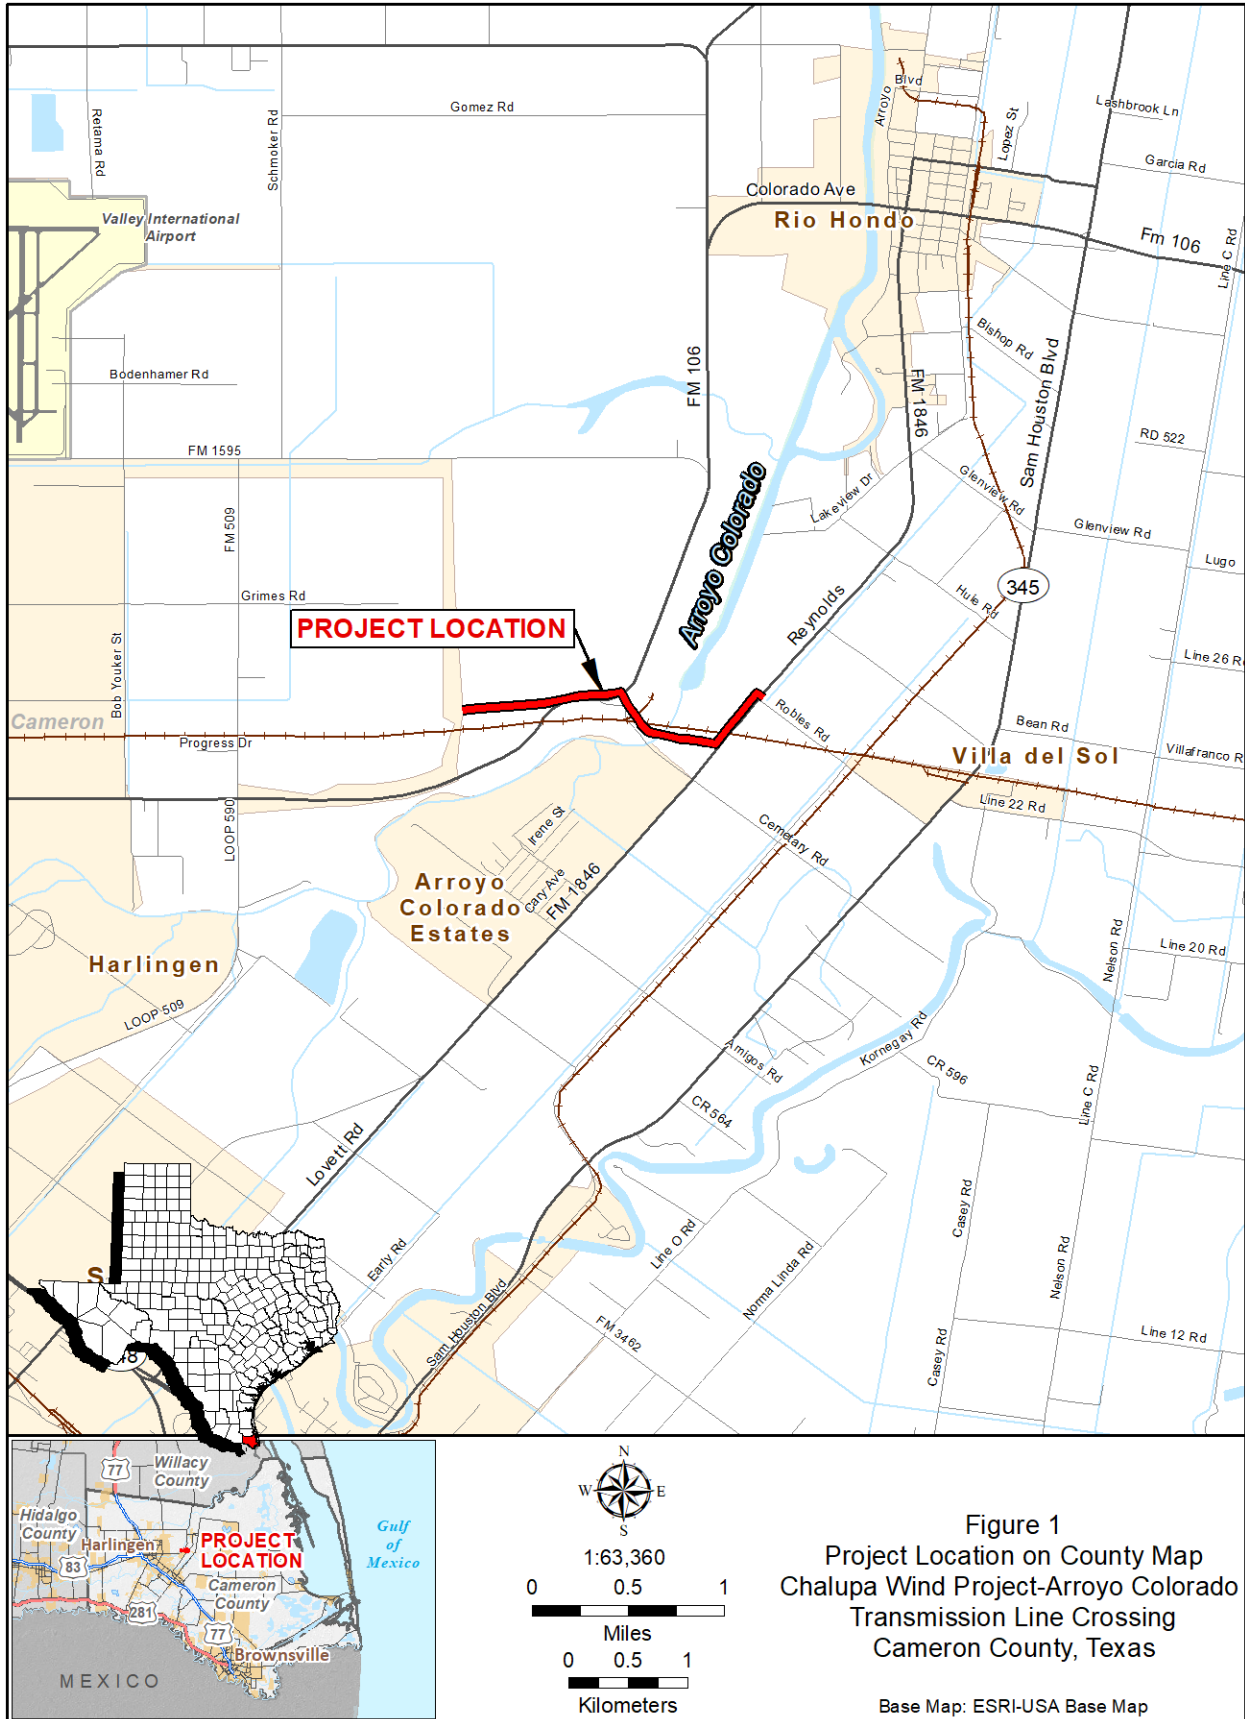 Retama Rd
Schmoker Rd
Gomez Rd
Arroyo Blvd
Lopez St
Lashbrook Ln
Garcia Rd
Colorado Ave
Rio Hondo
Fm 106
Line C Rd
Valley International
Airport
Bishop Rd
Bodenhamer Rd
FM 106
FM 1846
Sam Houston Blvd
RD 522
FM 1595
Lakeview Dr
Glenview Rd
Glenview Rd
FM 509
Arroyo Colorado
Lugo
Grimes Rd
345
Hule Rd
Reynolds
PROJECT LOCATION
Bob Youker St
Line 26 R
Cameron
Robles Rd
Bean Rd
Progress Dr
Villa del Sol
Villafranco R
Line 22 Rd
LOOP 590
Irene St
Cemetary Rd
Cary Ave
FM 1846
Arroyo
Colorado
Estates
Harlingen
Nelson Rd
Line 20 Rd
LOOP 509
Kornegay Rd
Amigos Rd
CR 596
CR 564
Line C Rd
Lovett Rd
Casey Rd
Early Rd
Line O Rd
Norma Linda Rd
Nelson Rd
S
Sam Houston Blvd
FM 3462
Line 12 Rd
48
Casey Rd
77
Willacy
County
Hidalgo
County
Harlingen
PROJECT
LOCATION
Gulf
of
Mexico
83
Cameron
County
281
77
Brownsville
MEXICO
N
W E
S
1:63,360
0 0.5 1
Miles
0 0.5 1
Kilometers
Figure 1
Project Location on County Map
Chalupa Wind Project-Arroyo Colorado
Transmission Line Crossing
Cameron County, Texas
Base Map: ESRI-USA Base Map